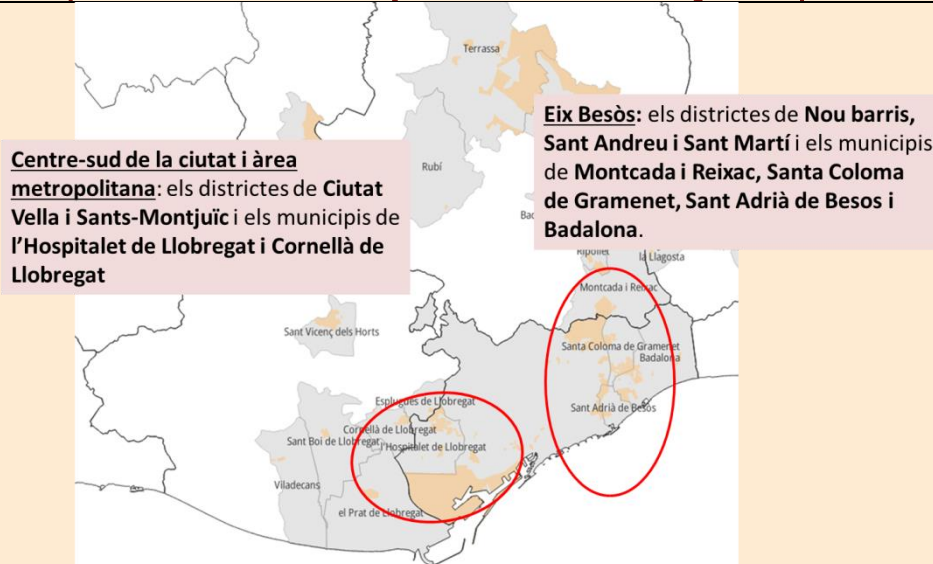 Terrassa
Eix Besòs: els districtes de Nou barris,
Sant Andreu i Sant Martí i els municipis
de Montcada i Reixac, Santa Coloma
de Gramenet, Sant Adrià de Besos i
Badalona.
Centre-sud de la ciutat i àrea
metropolitana: els districtes de Ciutat
Vella i Sants-Montjuïc i els municipis de
l’Hospitalet de Llobregat i Cornellà de
Llobregat
Rubí
Ripollet
la Llagosta
Montcada i Reixac
Sant Vicenç dels Horts
Santa Coloma de Gramenet
Badalona
Esplugues de Llobregat
Sant Adrià de Besòs
Cornellà de Llobregat
Sant Boi de Llobregat
l'Hospitalet de Llobregat
Viladecans
el Prat de Llobregat